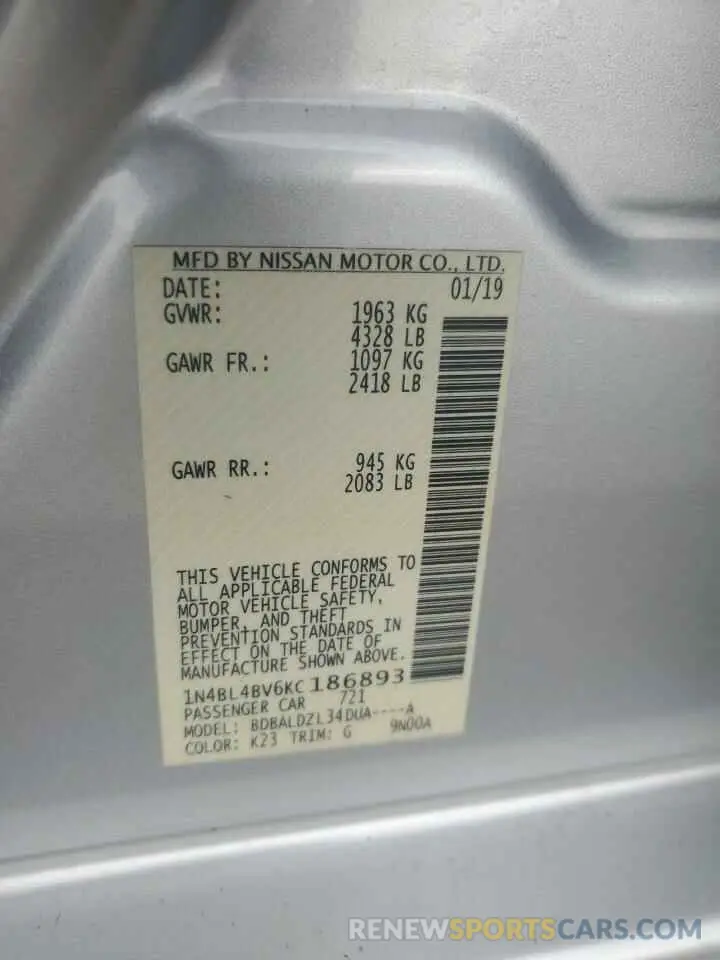 MFD BY NISSAN MOTOR CO., LTD.
DATE: 01/19
GVWR: 1963 KG
4328 LB
GAWR FR.: 1097 KG
2418 LB
GAWR RR.: 945 KG
2083 LB
THIS VEHICLE CONFORMS TO
ALL APPLICABLE FEDERAL
MOTOR VEHICLE SAFETY,
BUMPER, AND THEFT
PREVENTION STANDARDS IN
EFFECT ON THE DATE OF
MANUFACTURE SHOWN ABOVE.
1N4BL4BV6KC186893
PASSENGER CAR 721
MODEL: BDBALDZL34DUA----A
COLOR: K23 TRIM: G 9N00A
RENEWSPORTSCARS.COM